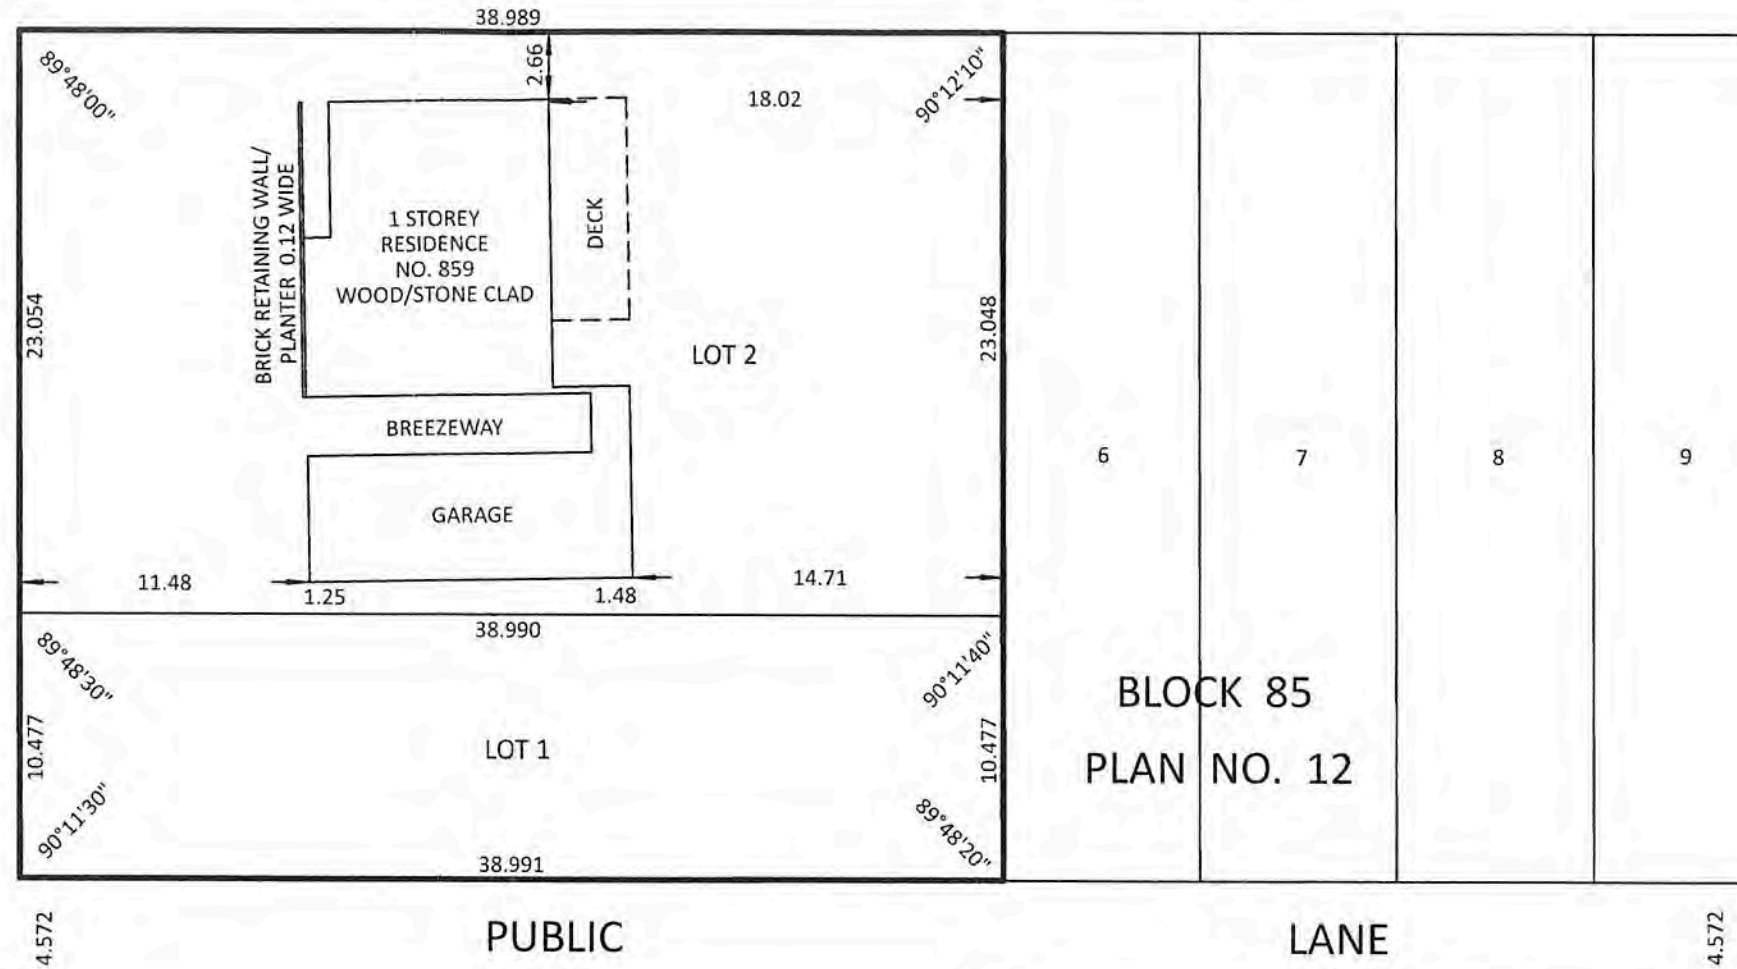 38.989
89°48'00"
2.66
18.02
90°12'10"
BRICK RETAINING WALL/
PLANTER 0.12 WIDE
1 STOREY
RESIDENCE
NO. 859
WOOD/STONE CLAD
DECK
23.054
LOT 2
23.048
BREEZEWAY
6
7
8
9
GARAGE
11.48
1.25
1.48
14.71
38.990
89°48'30"
90°11'40"
BLOCK 85
10.477
LOT 1
10.477
PLAN NO. 12
90°11'30"
89°48'20"
38.991
4.572
PUBLIC
LANE
4.572